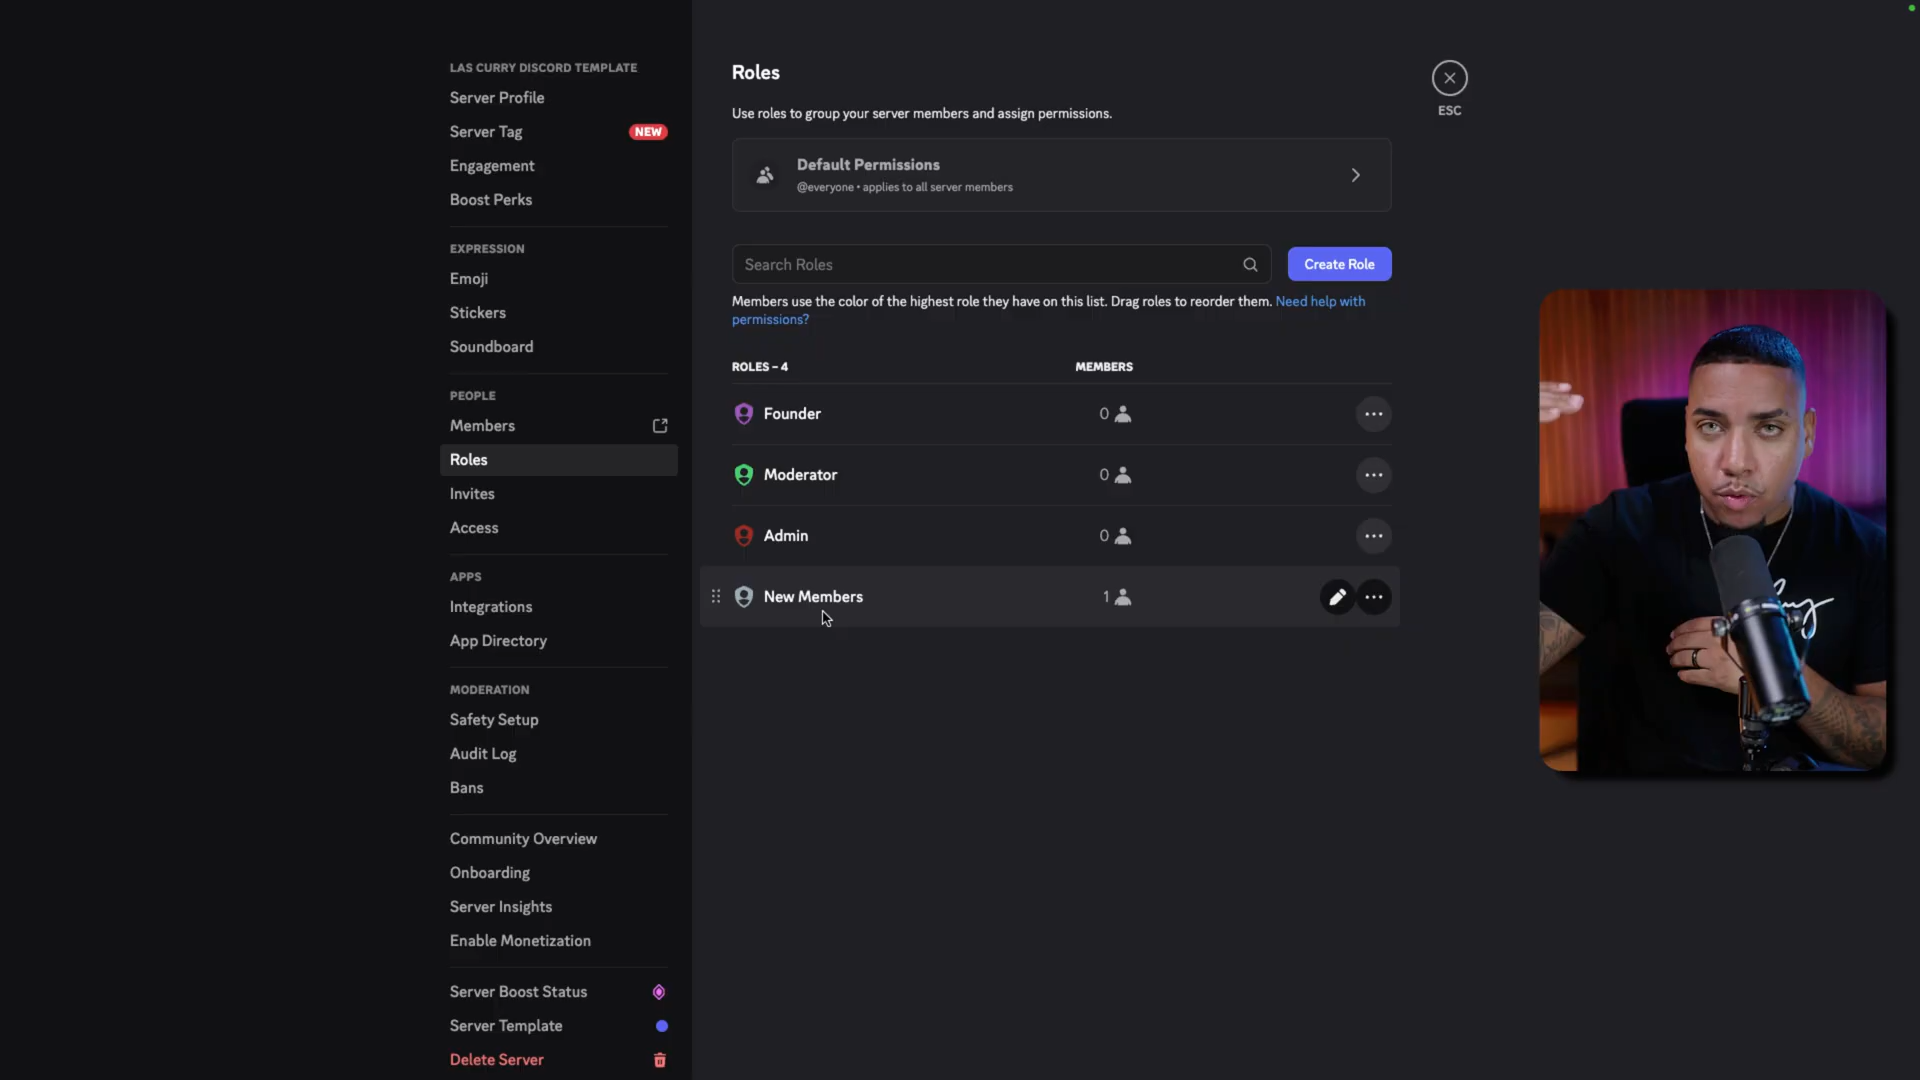 LAS CURRY DISCORD TEMPLATE
Server Profile
Server Tag
NEW
Engagement
Boost Perks
EXPRESSION
Emoji
Stickers
Soundboard
PEOPLE
Members
Roles
Invites
Access
APPS
Integrations
App Directory
MODERATION
Safety Setup
Audit Log
Bans
Community Overview
Onboarding
Server Insights
Enable Monetization
Server Boost Status
Server Template
Delete Server
Roles
ESC
Use roles to group your server members and assign permissions.
Default Permissions
@everyone • applies to all server members
Search Roles
Create Role
Members use the color of the highest role they have on this list. Drag roles to reorder them. Need help with
permissions?
ROLES – 4
MEMBERS
Founder
0
Moderator
0
Admin
0
New Members
1